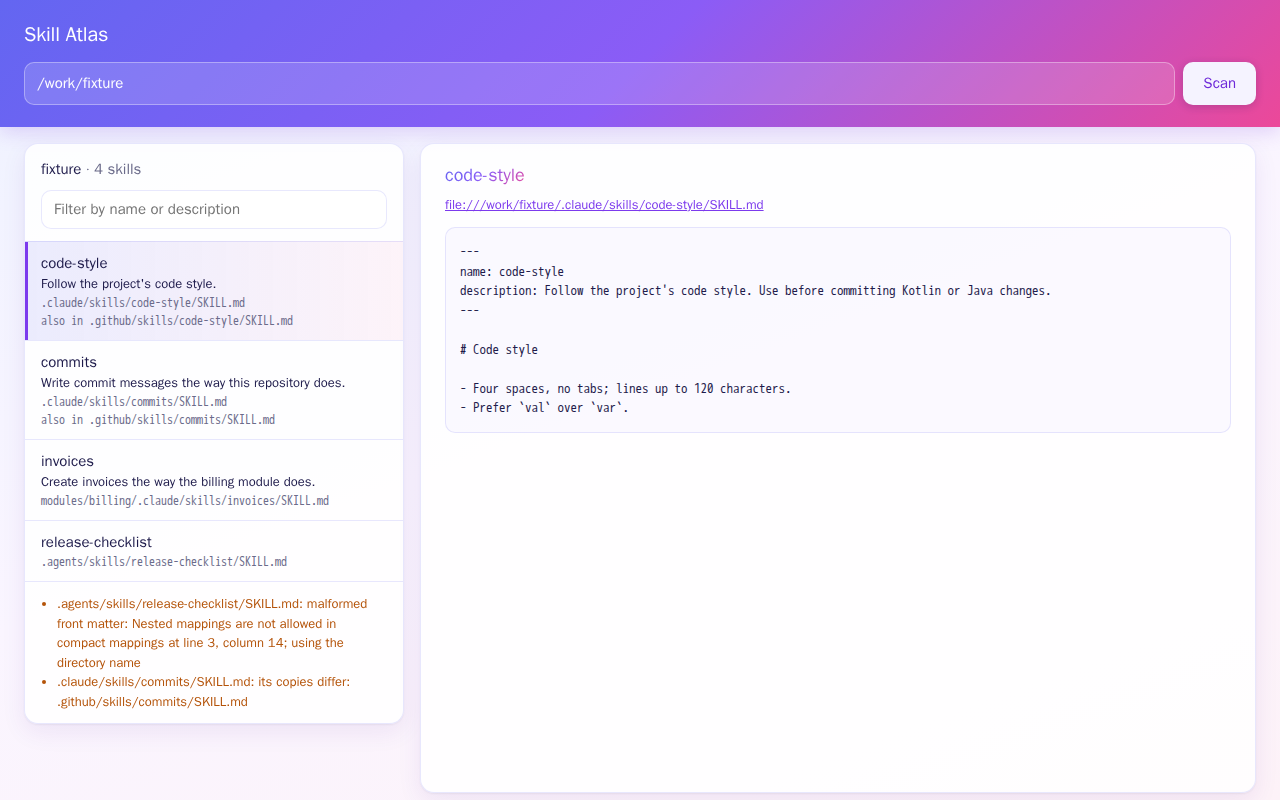 Skill Atlas
/work/fixture
Scan
fixture · 4 skills
Filter by name or description
code-style
Follow the project's code style.
.claude/skills/code-style/SKILL.md
also in .github/skills/code-style/SKILL.md
commits
Write commit messages the way this repository does.
.claude/skills/commits/SKILL.md
also in .github/skills/commits/SKILL.md
invoices
Create invoices the way the billing module does.
modules/billing/.claude/skills/invoices/SKILL.md
release-checklist
.agents/skills/release-checklist/SKILL.md
• .agents/skills/release-checklist/SKILL.md: malformed
front matter: Nested mappings are not allowed in
compact mappings at line 3, column 14; using the
directory name
• .claude/skills/commits/SKILL.md: its copies differ:
.github/skills/commits/SKILL.md
code-style
file:///work/fixture/.claude/skills/code-style/SKILL.md
---
name: code-style
description: Follow the project's code style. Use before committing Kotlin or Java changes.
---
# Code style
- Four spaces, no tabs; lines up to 120 characters.
- Prefer `val` over `var`.